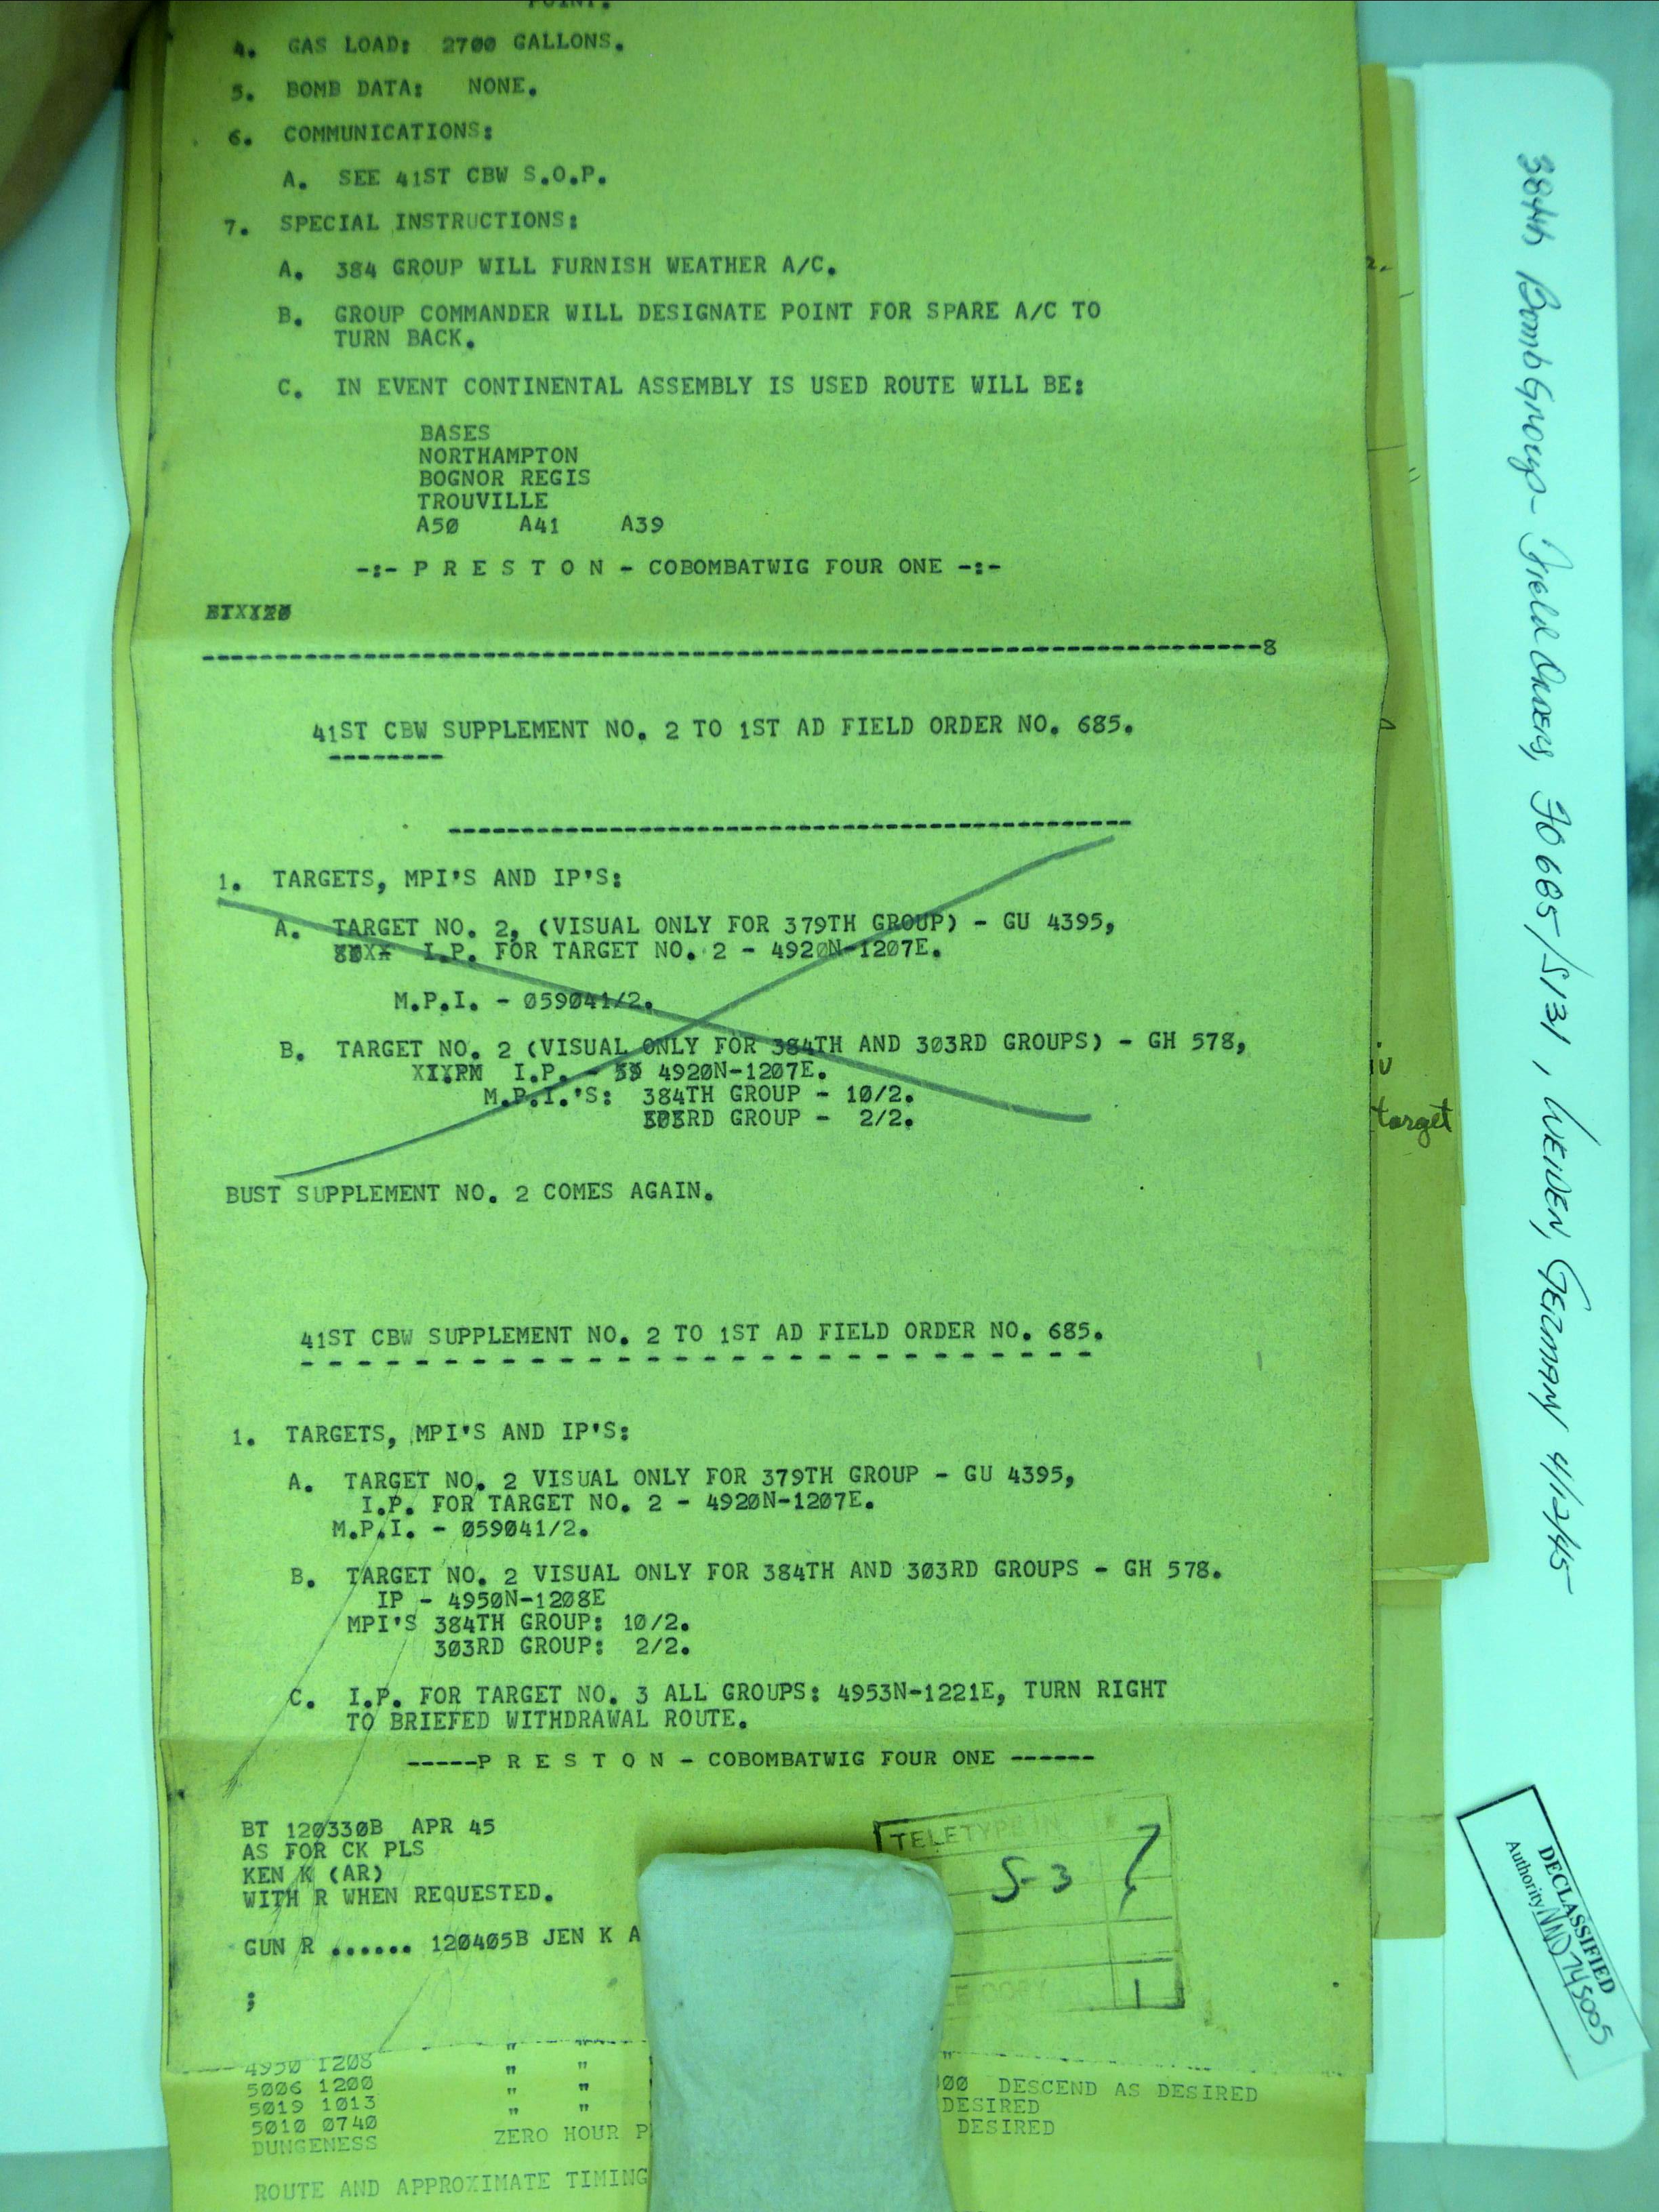 POINT.
4. GAS LOAD: 2700 GALLONS.
5. BOMB DATA: NONE.
6. COMMUNICATIONS:
A. SEE 41ST CBW S.O.P.
7. SPECIAL INSTRUCTIONS:
A. 384 GROUP WILL FURNISH WEATHER A/C.
B. GROUP COMMANDER WILL DESIGNATE POINT FOR SPARE A/C TO
TURN BACK.
C. IN EVENT CONTINENTAL ASSEMBLY IS USED ROUTE WILL BE:
BASES
NORTHAMPTON
BOGNOR REGIS
TROUVILLE
A50 A41 A39
-:- P R E S T O N - COBOMBATWIG FOUR ONE -:-
--------------------------------------------------------------------------8
41ST CBW SUPPLEMENT NO. 2 TO 1ST AD FIELD ORDER NO. 685.
--------
------------------------------------------------
1. TARGETS, MPI'S AND IP'S:
A. TARGET NO. 2, (VISUAL ONLY FOR 379TH GROUP) - GU 4395,
I.P. FOR TARGET NO. 2 - 4920N-1207E.
M.P.I. - 059041/2.
B. TARGET NO. 2 (VISUAL ONLY FOR 384TH AND 303RD GROUPS) - GH 578,
I.P. - 4920N-1207E.
M.P.I.'S: 384TH GROUP - 10/2.
303RD GROUP - 2/2.
BUST SUPPLEMENT NO. 2 COMES AGAIN.
41ST CBW SUPPLEMENT NO. 2 TO 1ST AD FIELD ORDER NO. 685.
- - - - - - - - - - - - - - - - - - - - - - - - - - - -
1. TARGETS, MPI'S AND IP'S:
A. TARGET NO. 2 VISUAL ONLY FOR 379TH GROUP - GU 4395,
I.P. FOR TARGET NO. 2 - 4920N-1207E.
M.P.I. - 059041/2.
B. TARGET NO. 2 VISUAL ONLY FOR 384TH AND 303RD GROUPS - GH 578.
IP - 4950N-1208E
MPI'S 384TH GROUP: 10/2.
303RD GROUP: 2/2.
C. I.P. FOR TARGET NO. 3 ALL GROUPS: 4953N-1221E, TURN RIGHT
TO BRIEFED WITHDRAWAL ROUTE.
-----P R E S T O N - COBOMBATWIG FOUR ONE ------
BT 120330B APR 45
AS FOR CK PLS
KEN K (AR)
WITH R WHEN REQUESTED.
GUN R ...... 120405B JEN K A
;
TELETYPE IN
S-3
COPY 1
4950 1208 " " "
5006 1200 " " 000 DESCEND AS DESIRED
5019 1013 " " DESIRED
5010 0740 " " DESIRED
DUNGENESS ZERO HOUR P
ROUTE AND APPROXIMATE TIMING
target
384th Bomb Group - Field Orders, FO 685/S131, WEIDEN, GERMANY 4/12/45
DECLASSIFIED
Authority NND 745005